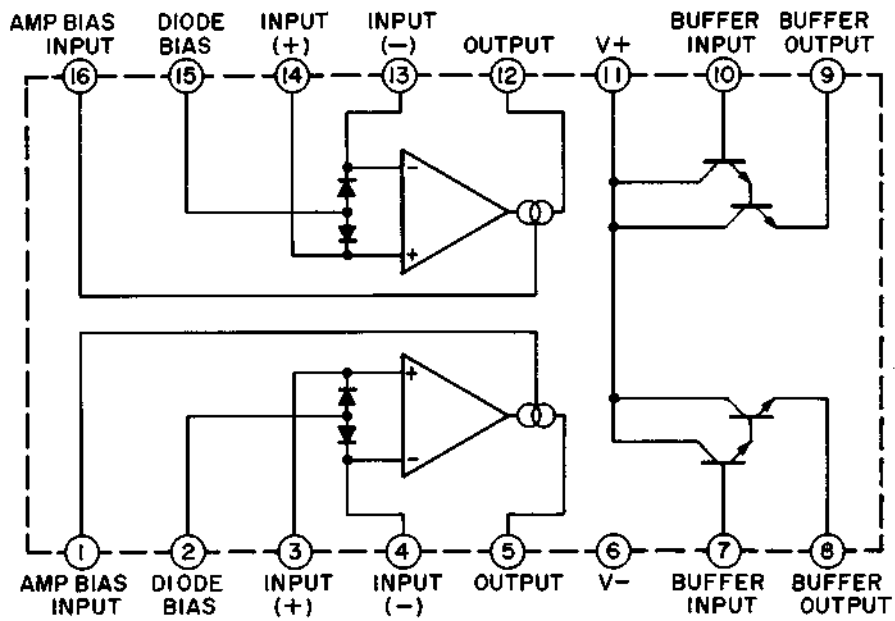 AMP BIAS INPUT
DIODE BIAS
INPUT (+)
INPUT (−)
OUTPUT
V+
BUFFER INPUT
BUFFER OUTPUT
16
15
14
13
12
11
10
9
−
+
+
−
1
2
3
4
5
6
7
8
AMP BIAS INPUT
DIODE BIAS
INPUT (+)
INPUT (−)
OUTPUT
V−
BUFFER INPUT
BUFFER OUTPUT